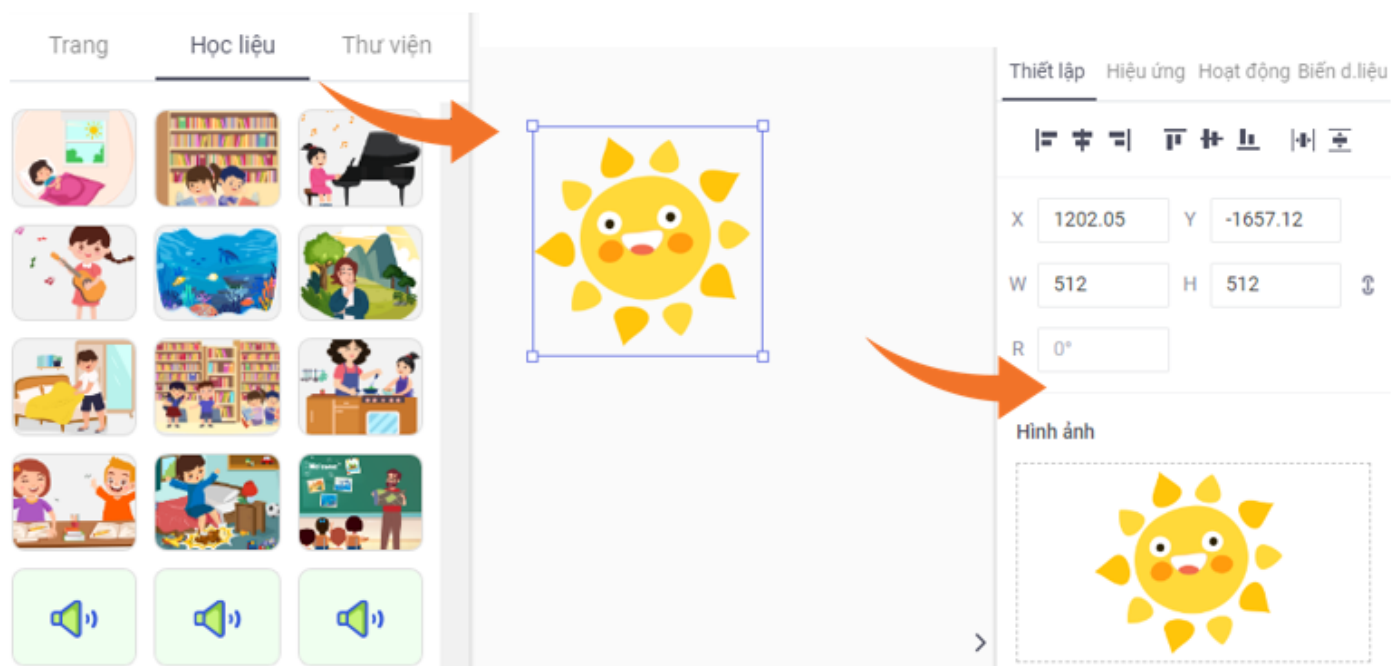 Trang Học liệu Thư viện
Thiết lập Hiệu ứng Hoạt động Biến d.liệu
X 1202.05 Y -1657.12
W 512 H 512
R 0°
Hình ảnh